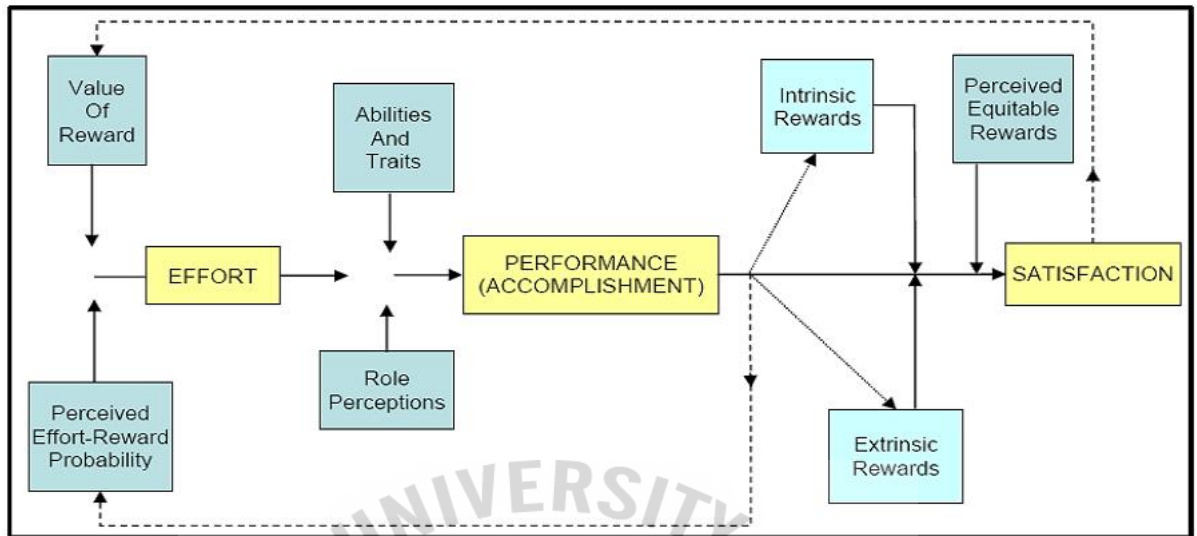 Value
Of
Reward
Abilities
And
Traits
Intrinsic
Rewards
Perceived
Equitable
Rewards
EFFORT
PERFORMANCE
(ACCOMPLISHMENT)
SATISFACTION
Perceived
Effort-Reward
Probability
Role
Perceptions
Extrinsic
Rewards
UNIVERSITY